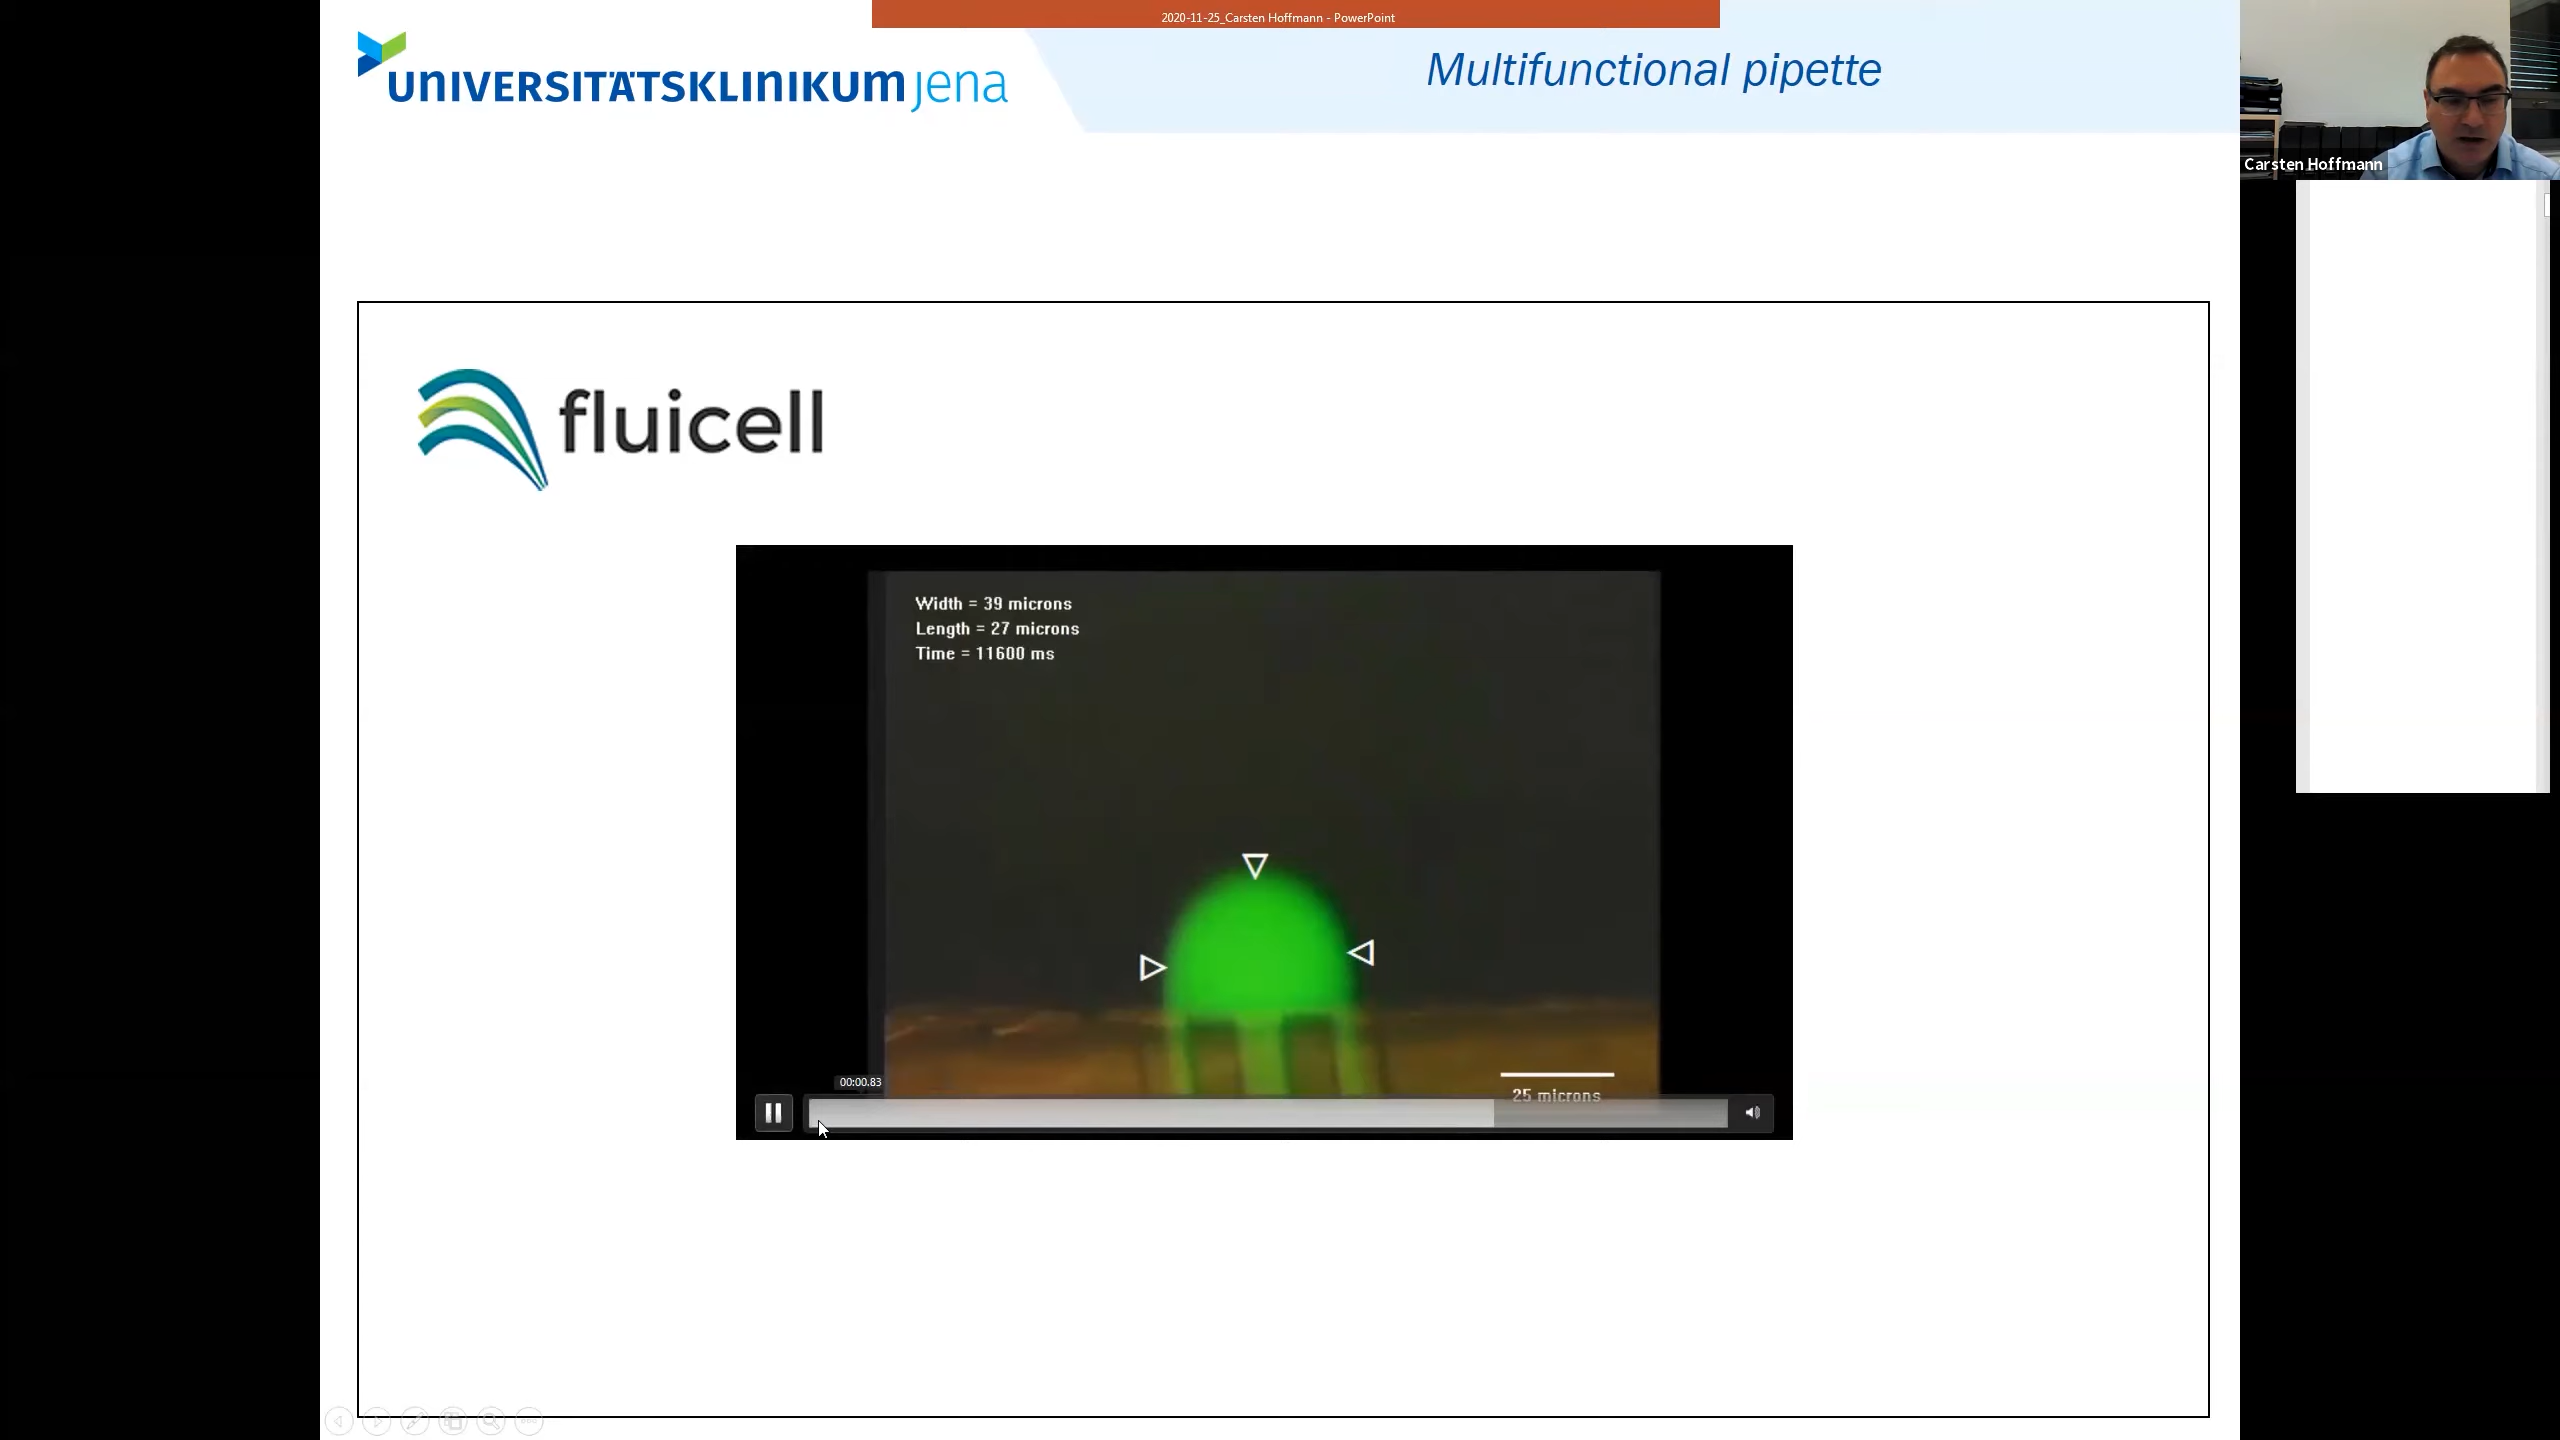 2020-11-25_Carsten Hoffmann - PowerPoint
UNIVERSITÄTSKLINIKUM jena
Multifunctional pipette
Carsten Hoffmann
fluicell
Width = 39 microns
Length = 27 microns
Time = 11600 ms
00:00.83
25 microns